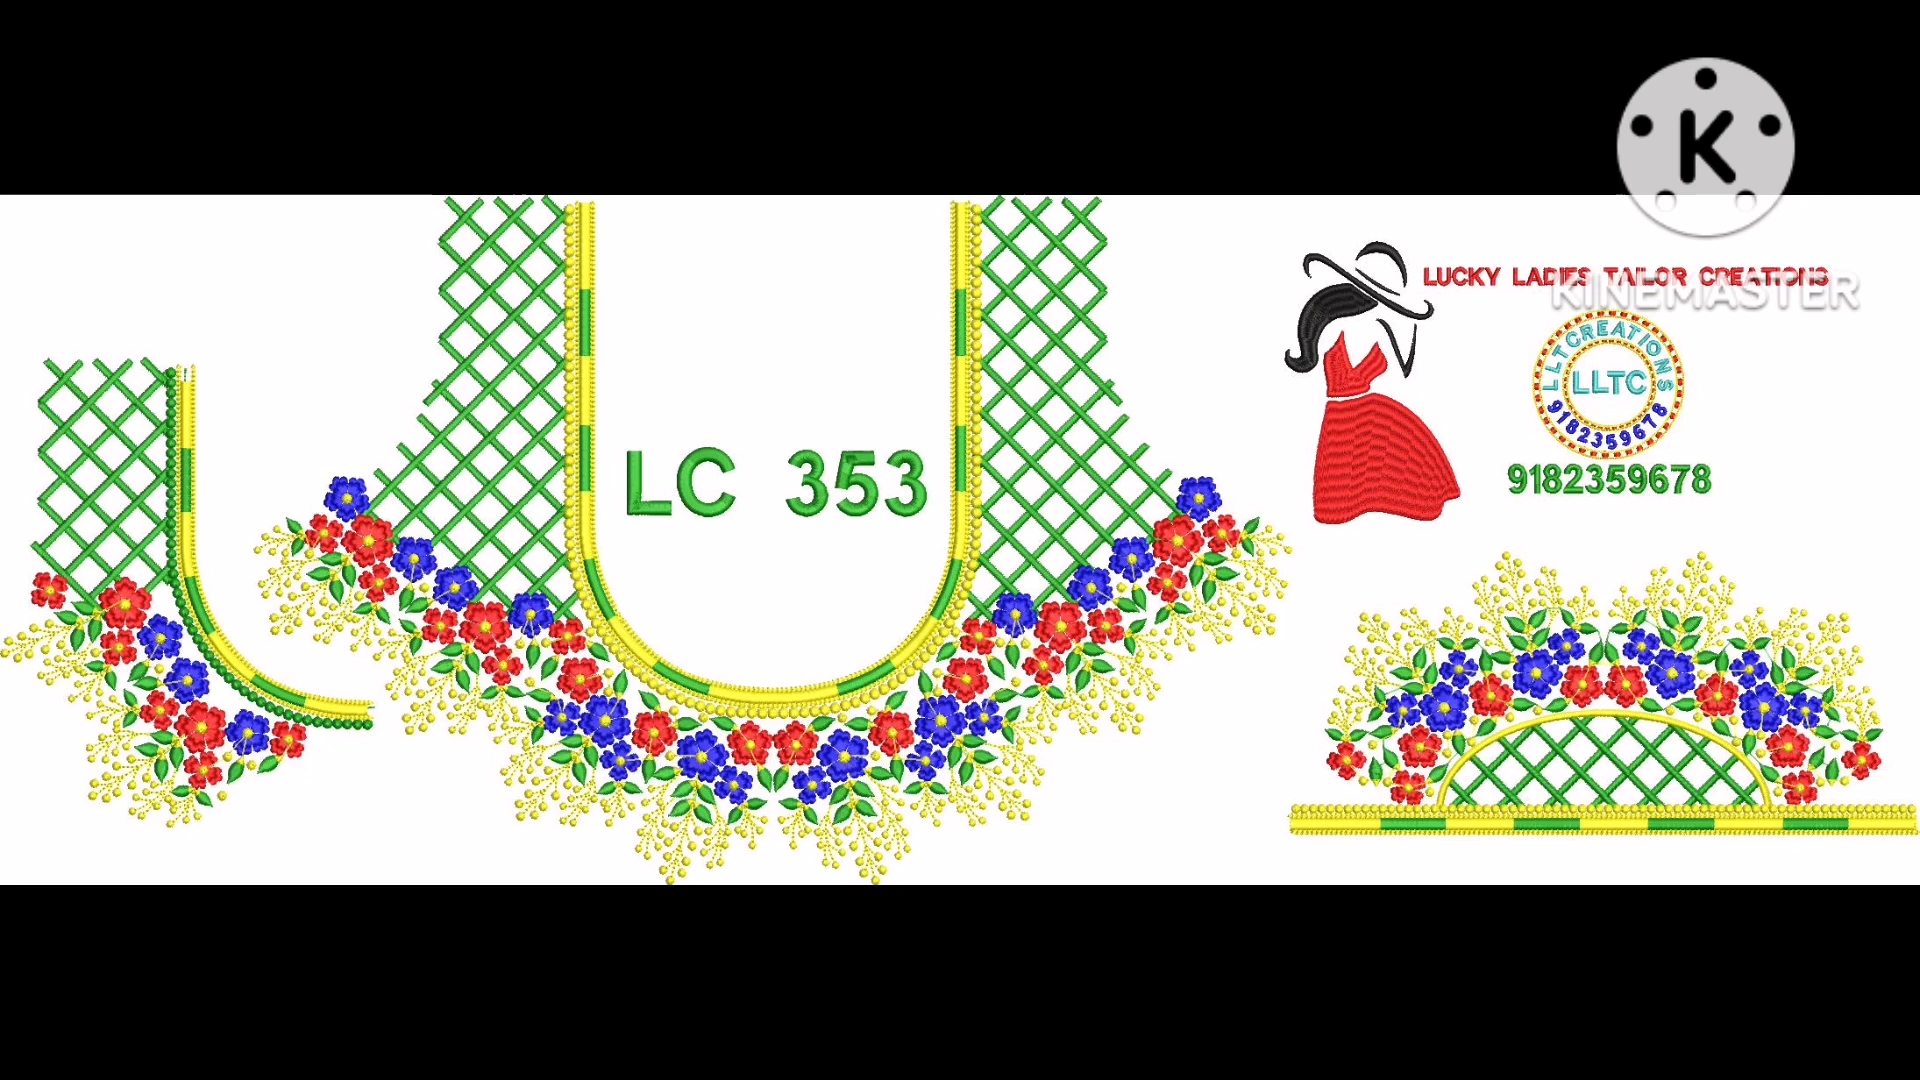 K
LUCKY LADIES TAILOR CREATIONS
KINEMASTER
LLTCREATIONS
LLTC
9182359678
9182359678
LC 353